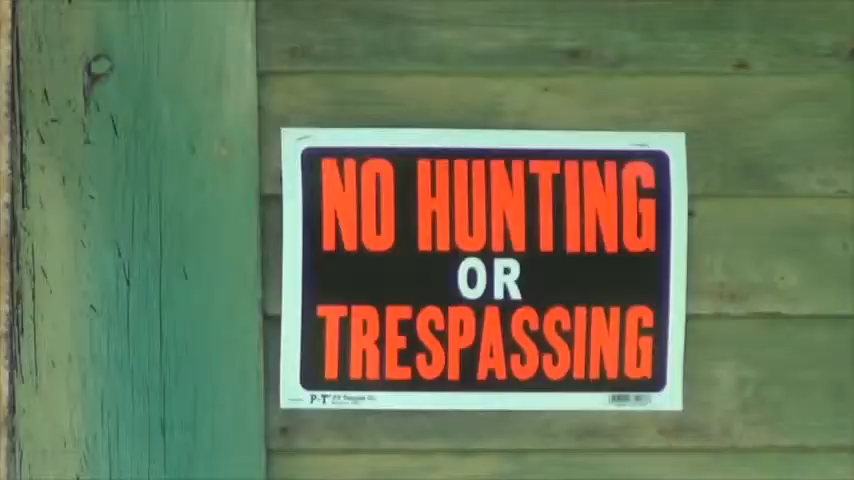 NO HUNTING
OR
TRESPASSING
P-T